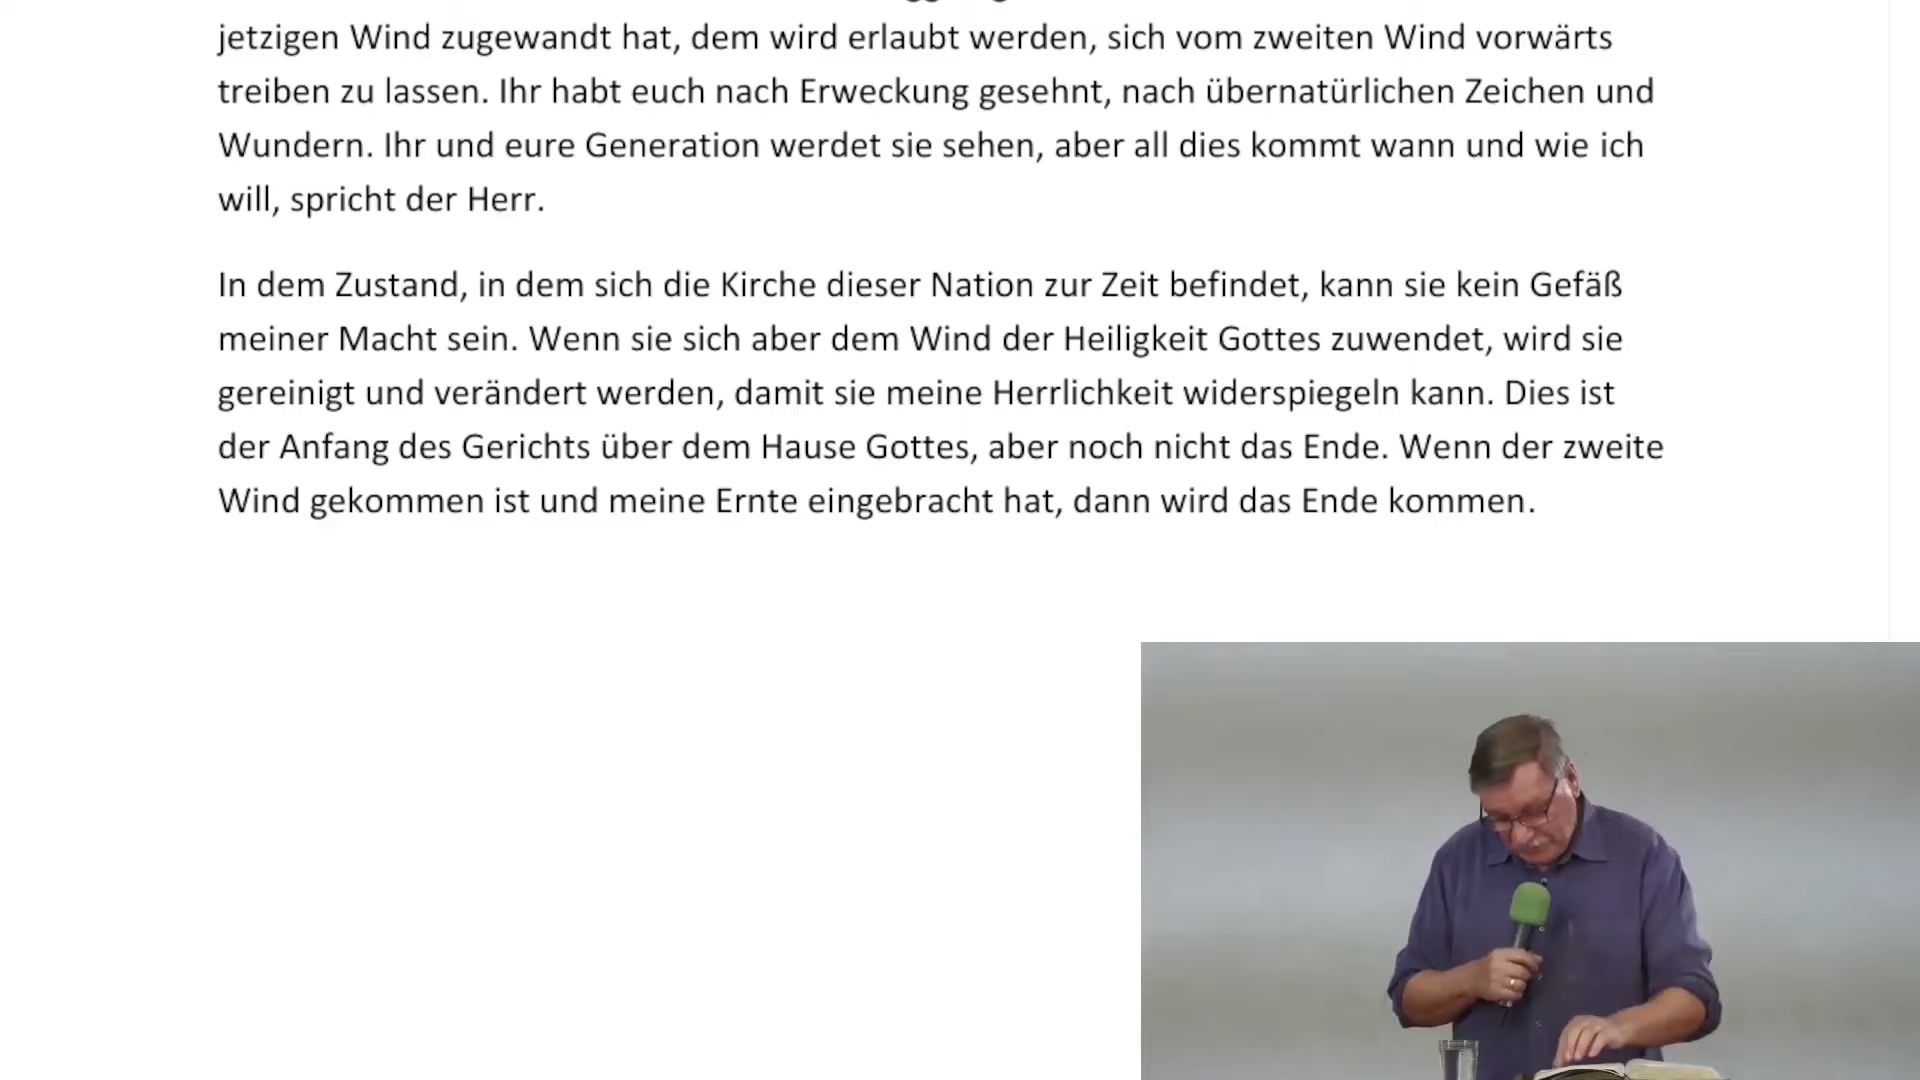 jetzigen Wind zugewandt hat, dem wird erlaubt werden, sich vom zweiten Wind vorwärts
treiben zu lassen. Ihr habt euch nach Erweckung gesehnt, nach übernatürlichen Zeichen und
Wundern. Ihr und eure Generation werdet sie sehen, aber all dies kommt wann und wie ich
will, spricht der Herr.
In dem Zustand, in dem sich die Kirche dieser Nation zur Zeit befindet, kann sie kein Gefäß
meiner Macht sein. Wenn sie sich aber dem Wind der Heiligkeit Gottes zuwendet, wird sie
gereinigt und verändert werden, damit sie meine Herrlichkeit widerspiegeln kann. Dies ist
der Anfang des Gerichts über dem Hause Gottes, aber noch nicht das Ende. Wenn der zweite
Wind gekommen ist und meine Ernte eingebracht hat, dann wird das Ende kommen.